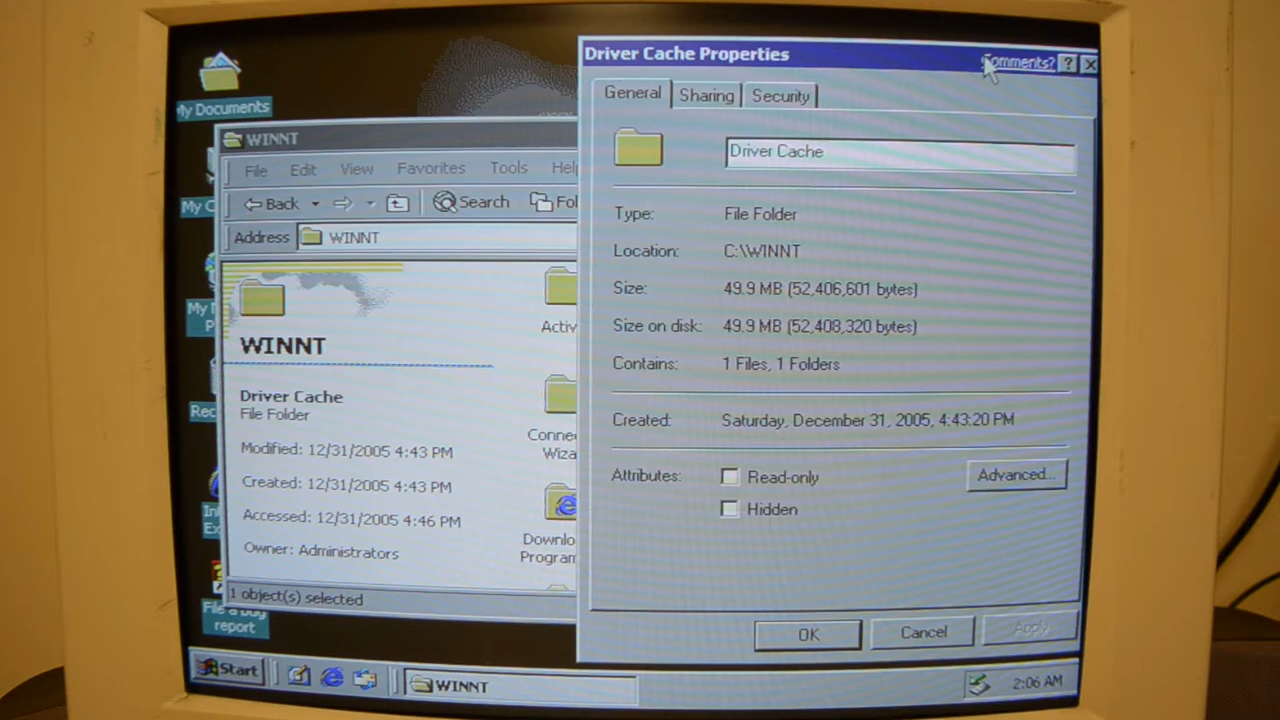 Driver Cache Properties
Comments?
General
Sharing
Security
Driver Cache
Type:
File Folder
Location:
C:\WINNT
Size:
49.9 MB (52,406,601 bytes)
Size on disk:
49.9 MB (52,408,320 bytes)
Contains:
1 Files, 1 Folders
Created:
Saturday, December 31, 2005, 4:43:20 PM
Attributes:
Read-only
Advanced...
Hidden
OK
Cancel
Apply
My Documents
WINNT
File Edit View Favorites Tools
Back
Search
Address
WINNT
WINNT
Driver Cache
File Folder
Modified: 12/31/2005 4:43 PM
Created: 12/31/2005 4:43 PM
Accessed: 12/31/2005 4:46 PM
Owner: Administrators
1 object(s) selected
File a bug
report
Start
WINNT
2:06 AM